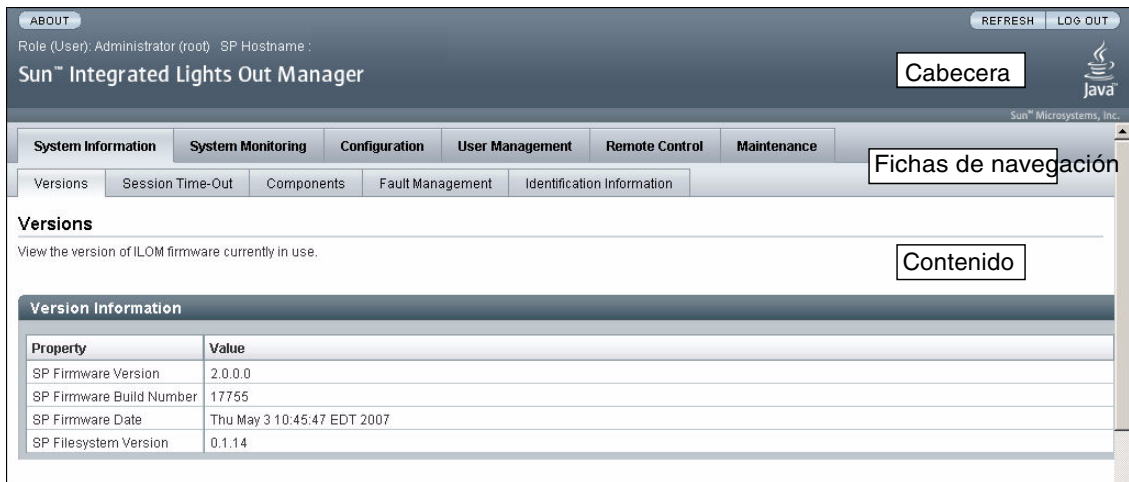 ABOUT
REFRESH LOG OUT
Role (User): Administrator (root) SP Hostname :
Sun™ Integrated Lights Out Manager
Cabecera
Java™
Sun™ Microsystems, Inc.
System Information System Monitoring Configuration User Management Remote Control Maintenance
Fichas de navegación
Versions Session Time-Out Components Fault Management Identification Information
Versions
View the version of ILOM firmware currently in use.
Contenido
Version Information
Property Value
SP Firmware Version 2.0.0.0
SP Firmware Build Number 17755
SP Firmware Date Thu May 3 10:45:47 EDT 2007
SP Filesystem Version 0.1.14